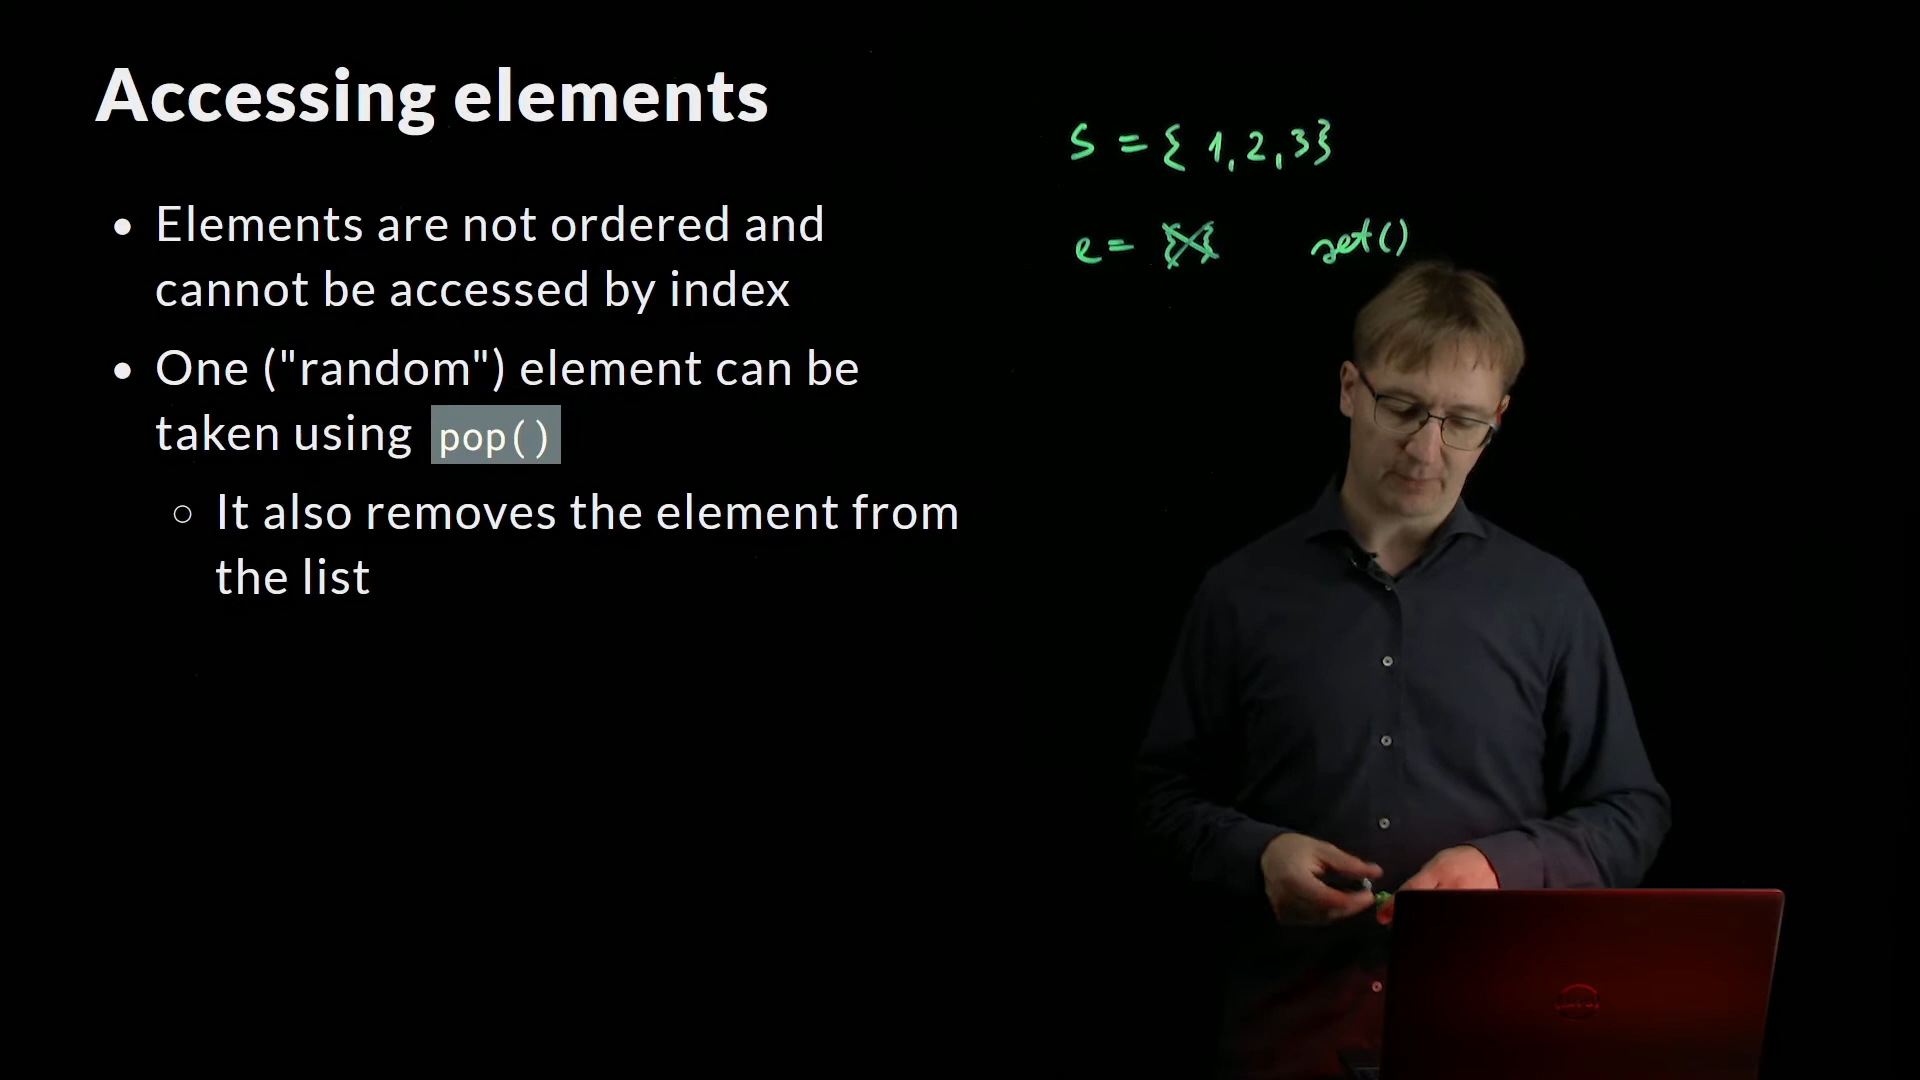 Accessing elements
• Elements are not ordered and
cannot be accessed by index
• One ("random") element can be
taken using pop()
○ It also removes the element from
the list
S = { 1, 2, 3}
e = {} set()
DELL